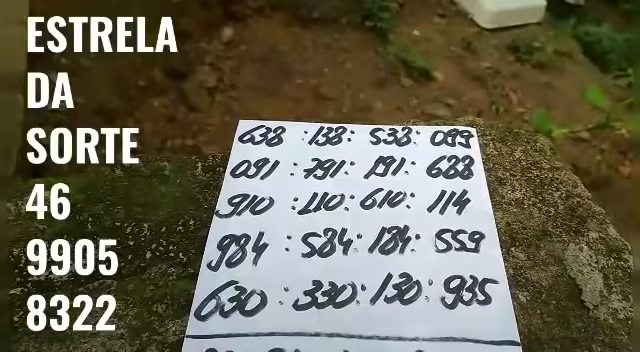 ESTRELA
DA
SORTE
46
9905
8322
638 : 138 : 538 : 099
091 : 791 : 191 : 688
910 : 110 : 610 : 114
984 : 584 : 184 : 559
630 : 330 : 130 : 935